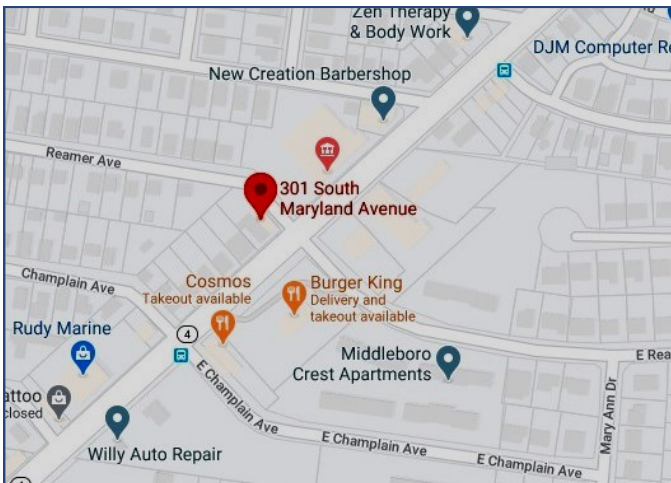 Zen Therapy
& Body Work
DJM Computer Re
New Creation Barbershop
Reamer Ave
301 South
Maryland Avenue
Champlain Ave
Cosmos
Takeout available
Burger King
Delivery and
takeout available
Rudy Marine
4
Middleboro
Crest Apartments
E Rea
attoo
closed
E Champlain Ave
Mary Ann Dr
Willy Auto Repair
E Champlain Ave
E Champlain Ave